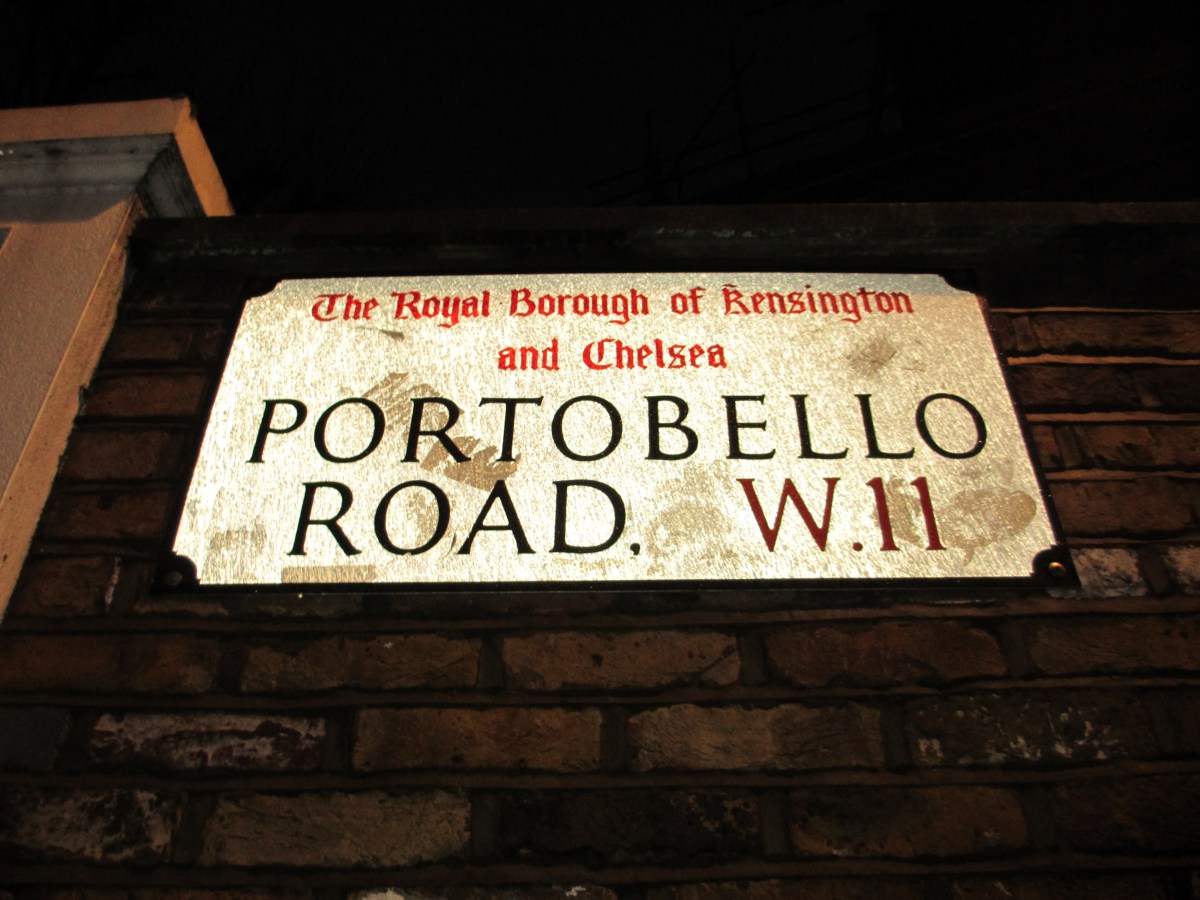 The Royal Borough of Kensington
and Chelsea
PORTOBELLO
ROAD, W.11